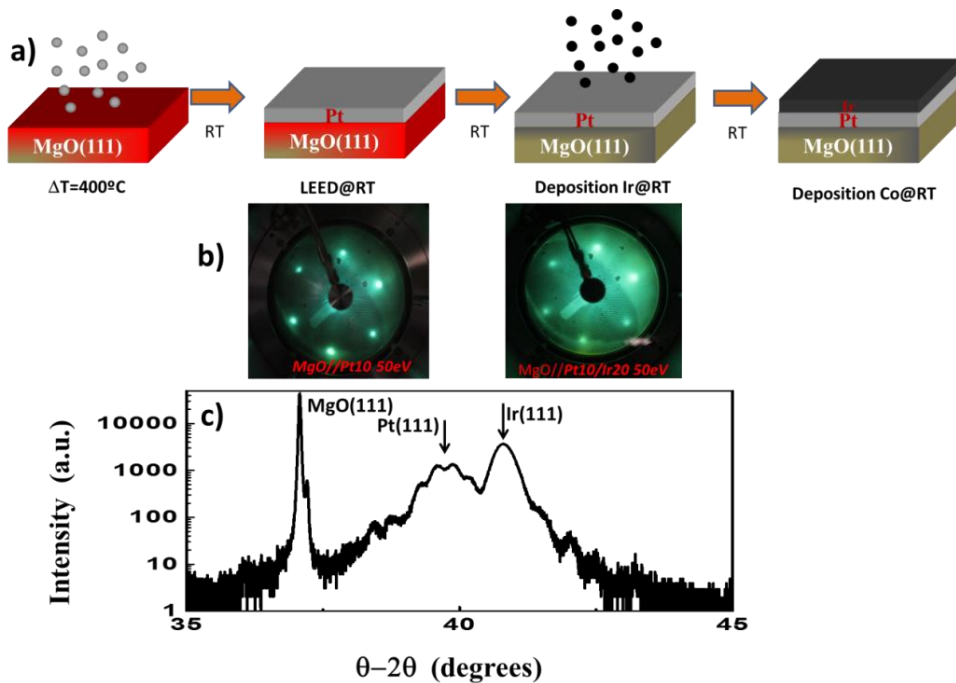 a)
Pt
Ir
Pt
Pt
MgO(111)
RT
MgO(111)
RT
MgO(111)
RT
MgO(111)
ΔT=400ºC
LEED@RT
Deposition Ir@RT
Deposition Co@RT
b)
MgO//Pt10 50eV
MgO//Pt10/Ir20 50eV
c)
MgO(111)
Pt(111)
Ir(111)
10000
1000
100
10
1
Intensity (a.u.)
35
40
45
θ–2θ (degrees)